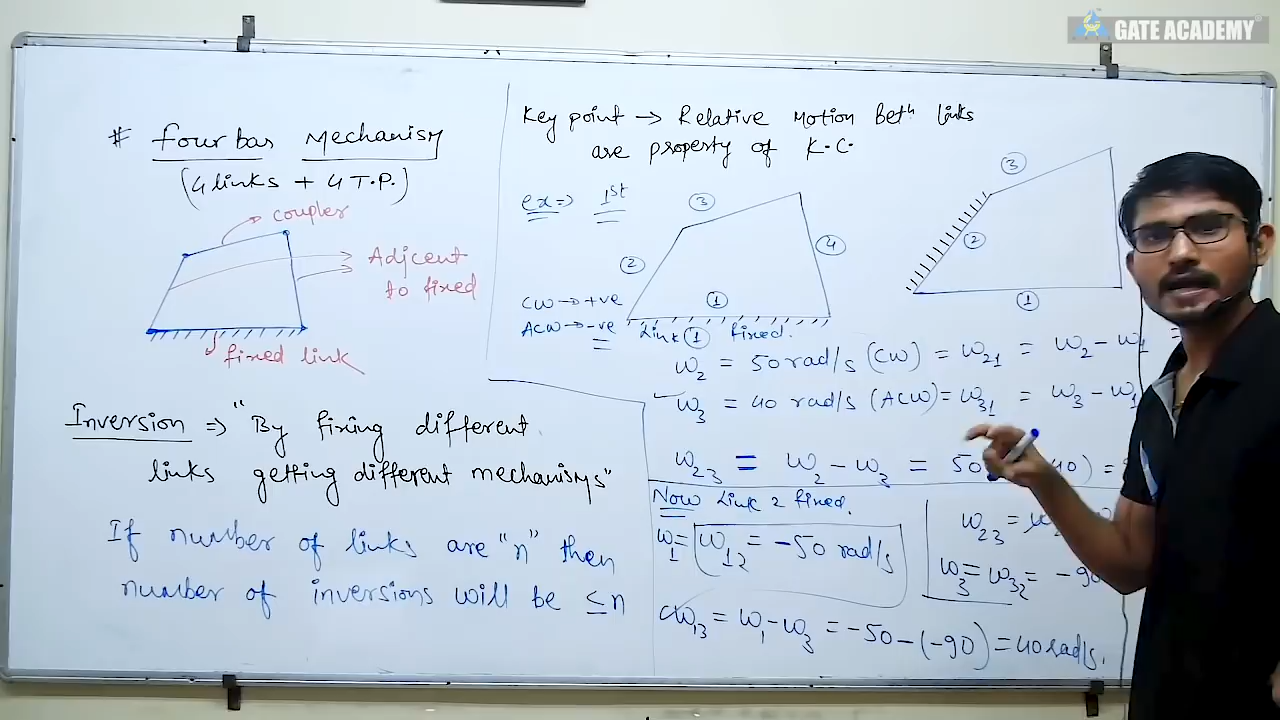 GATE ACADEMY
# four bar Mechanism
(4 links + 4 T.P.)
coupler
Adjcent
to fixed
fixed link
Inversion => "By fixing different
links getting different mechanisms"
If number of links are "n" then
number of inversions will be ≤n
Key point → Relative Motion Betⁿ links
are property of K.C.
ex => 1st
3
2
4
1
CW → +ve
ACW → -ve
Link 1 fixed.
3
2
1
ω2 = 50 rad/s (CW) = ω21 = ω2 - ω1 =
ω3 = 40 rad/s (ACW) = ω31 = ω3 - ω1
ω23 = ω2 - ω3 = 50 40) =
Now Link 2 fixed.
ω1 = ω12 = -50 rad/s
ω23 =
ω3 = ω32 = -90
ω13 = ω1 - ω3 = -50 - (-90) = 40 rad/s.